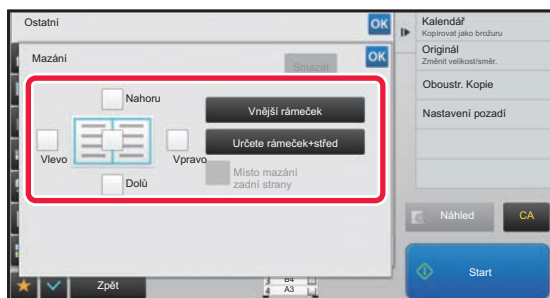 Ostatní
OK
Mazání
Smazat
OK
Nahoru
Vlevo
Vpravo
Dolů
Vnější rámeček
Určete rámeček+střed
Místo mazání
zadní strany
Zpět
B4
4 A3
Kalendář
Kopírovat jako brožuru
Originál
Změnit velikost/směr.
Oboustr. Kopie
Nastavení pozadí
Náhled
CA
Start